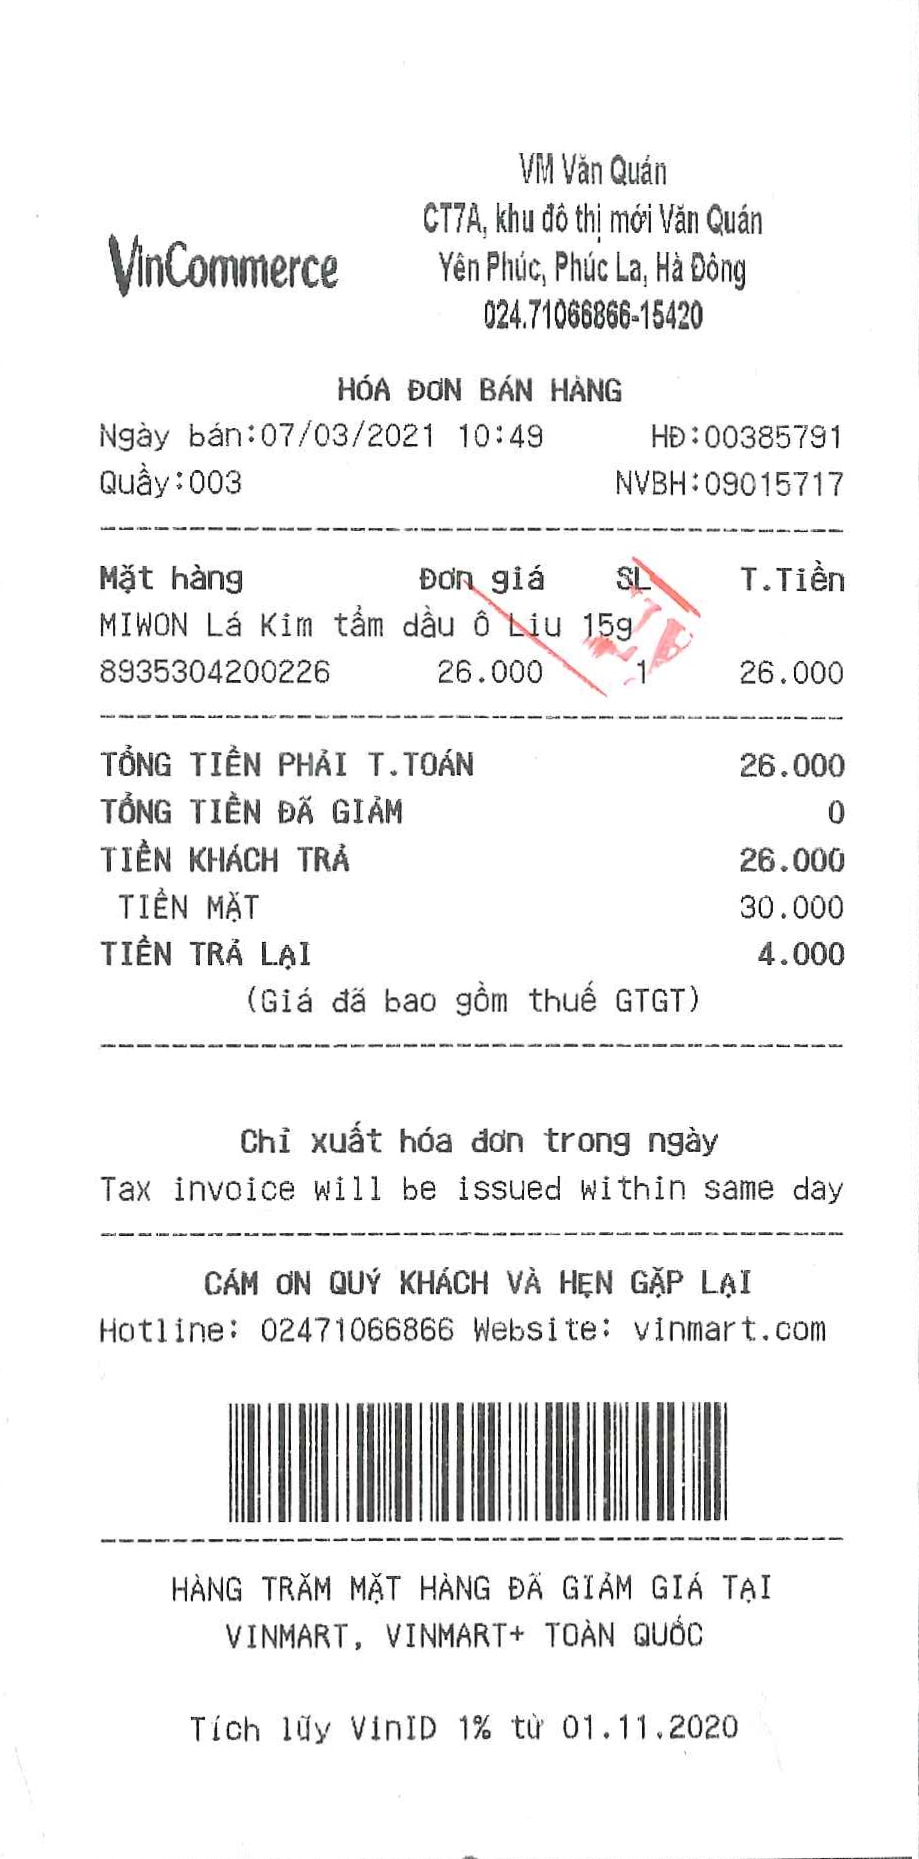 VinCommerce
VM Văn Quán
CT7A, khu đô thị mới Văn Quán
Yên Phúc, Phúc La, Hà Đông
024.71066866-15420
HÓA ĐƠN BÁN HÀNG
Ngày bán:07/03/2021 10:49 HĐ:00385791
Quầy:003 NVBH:09015717
Mặt hàng Đơn giá SL T.Tiền
MIWON Lá Kim tẩm dầu Ô Liu 15g
8935304200226 26.000 1 26.000
TỔNG TIỀN PHẢI T.TOÁN 26.000
TỔNG TIỀN ĐÃ GIẢM 0
TIỀN KHÁCH TRẢ 26.000
TIỀN MẶT 30.000
TIỀN TRẢ LẠI 4.000
(Giá đã bao gồm thuế GTGT)
Chỉ xuất hóa đơn trong ngày
Tax invoice will be issued within same day
CÁM ƠN QUÝ KHÁCH VÀ HẸN GẶP LẠI
Hotline: 02471066866 Website: vinmart.com
HÀNG TRĂM MẶT HÀNG ĐÃ GIẢM GIÁ TẠI
VINMART, VINMART+ TOÀN QUỐC
Tích lũy VinID 1% từ 01.11.2020